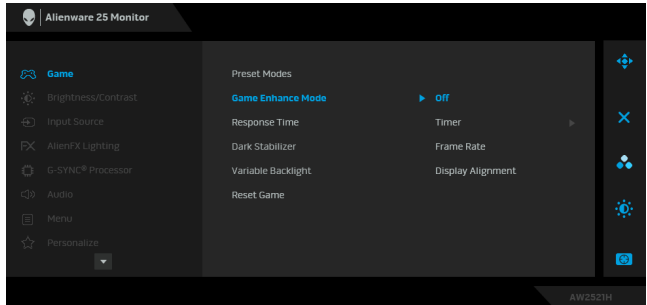 Alienware 25 Monitor
Game
Brightness/Contrast
Input Source
AlienFX Lighting
G-SYNC® Processor
Audio
Menu
Personalize
Preset Modes
Game Enhance Mode
Response Time
Dark Stabilizer
Variable Backlight
Reset Game
Off
Timer
Frame Rate
Display Alignment
AW2521H